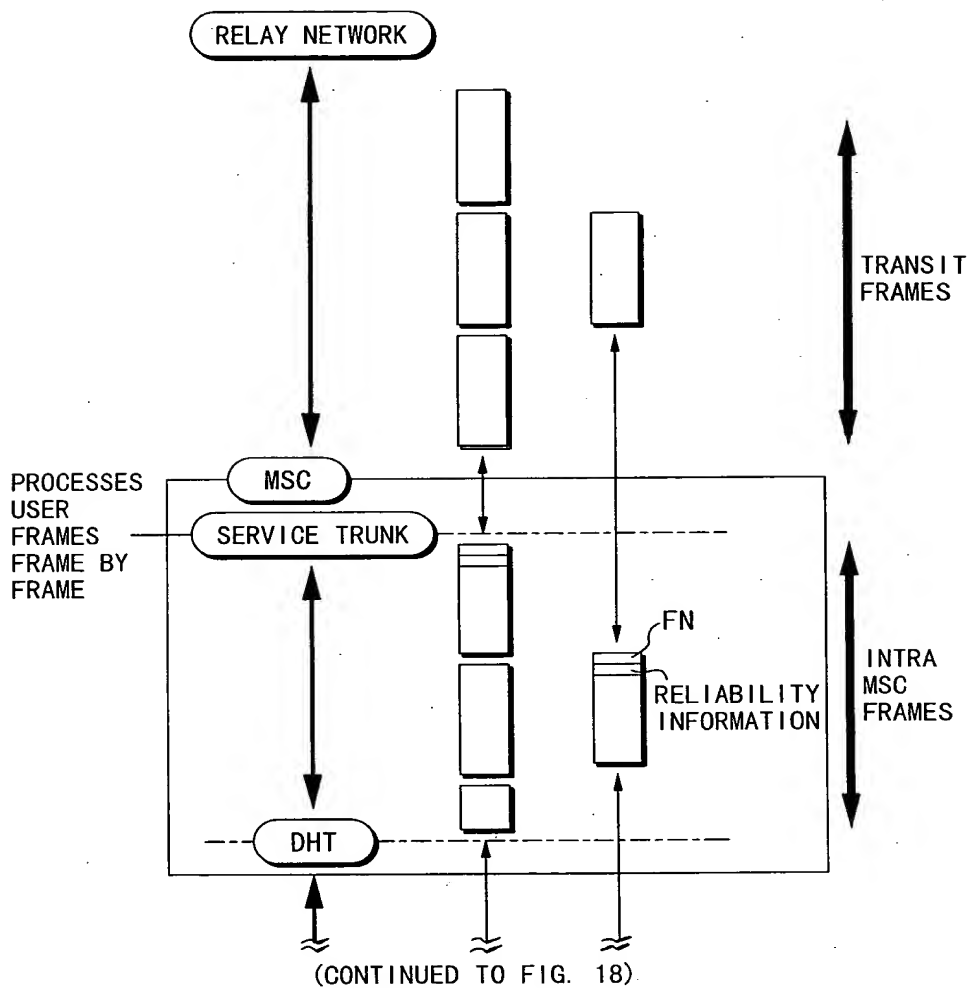 RELAY NETWORK
TRANSIT
FRAMES
MSC
PROCESSES
USER
FRAMES
FRAME BY
FRAME
SERVICE TRUNK
FN
RELIABILITY
INFORMATION
INTRA
MSC
FRAMES
DHT
(CONTINUED TO FIG. 18)